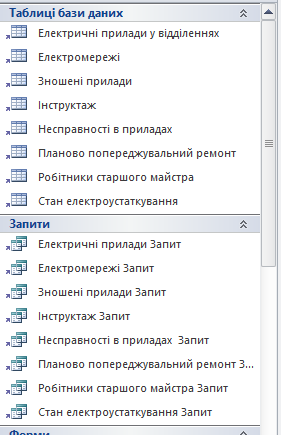 Таблиці бази даних
Електричні прилади у відділеннях
Електромережі
Зношені прилади
Інструктаж
Несправності в приладах
Планово попереджувальний ремонт
Робітники старшого майстра
Стан електроустаткування
Запити
Електричні прилади Запит
Електромережі Запит
Зношені прилади Запит
Інструктаж Запит
Несправності в приладах  Запит
Планово попереджувальний ремонт З...
Робітники старшого майстра Запит
Стан електроустаткування Запит
Форми